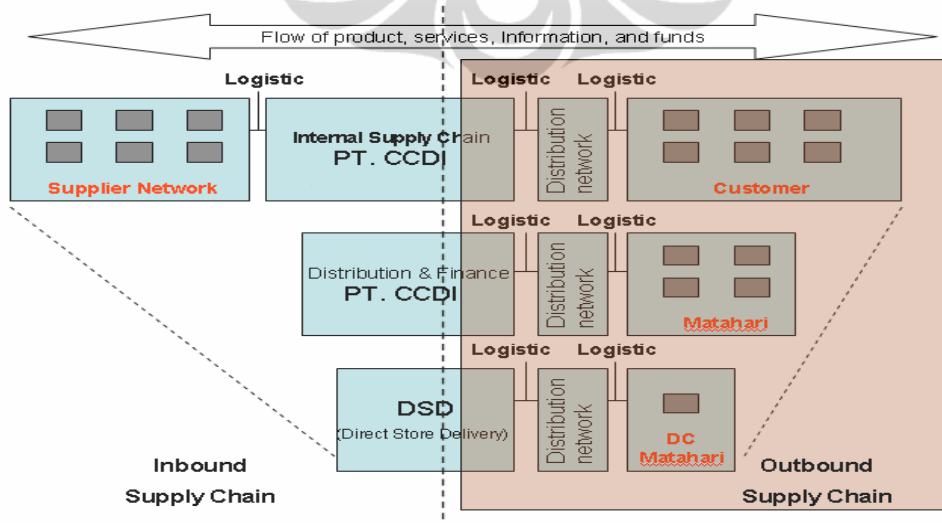 Flow of product, services, Information, and funds
Logistic
Logistic
Logistic
Supplier Network
Internal Supply Chain
PT. CCDI
Distribution
network
Customer
Logistic
Logistic
Distribution & Finance
PT. CCDI
Distribution
network
Matahari
Logistic
Logistic
DSD
(Direct Store Delivery)
Distribution
network
DC
Matahari
Inbound
Supply Chain
Outbound
Supply Chain